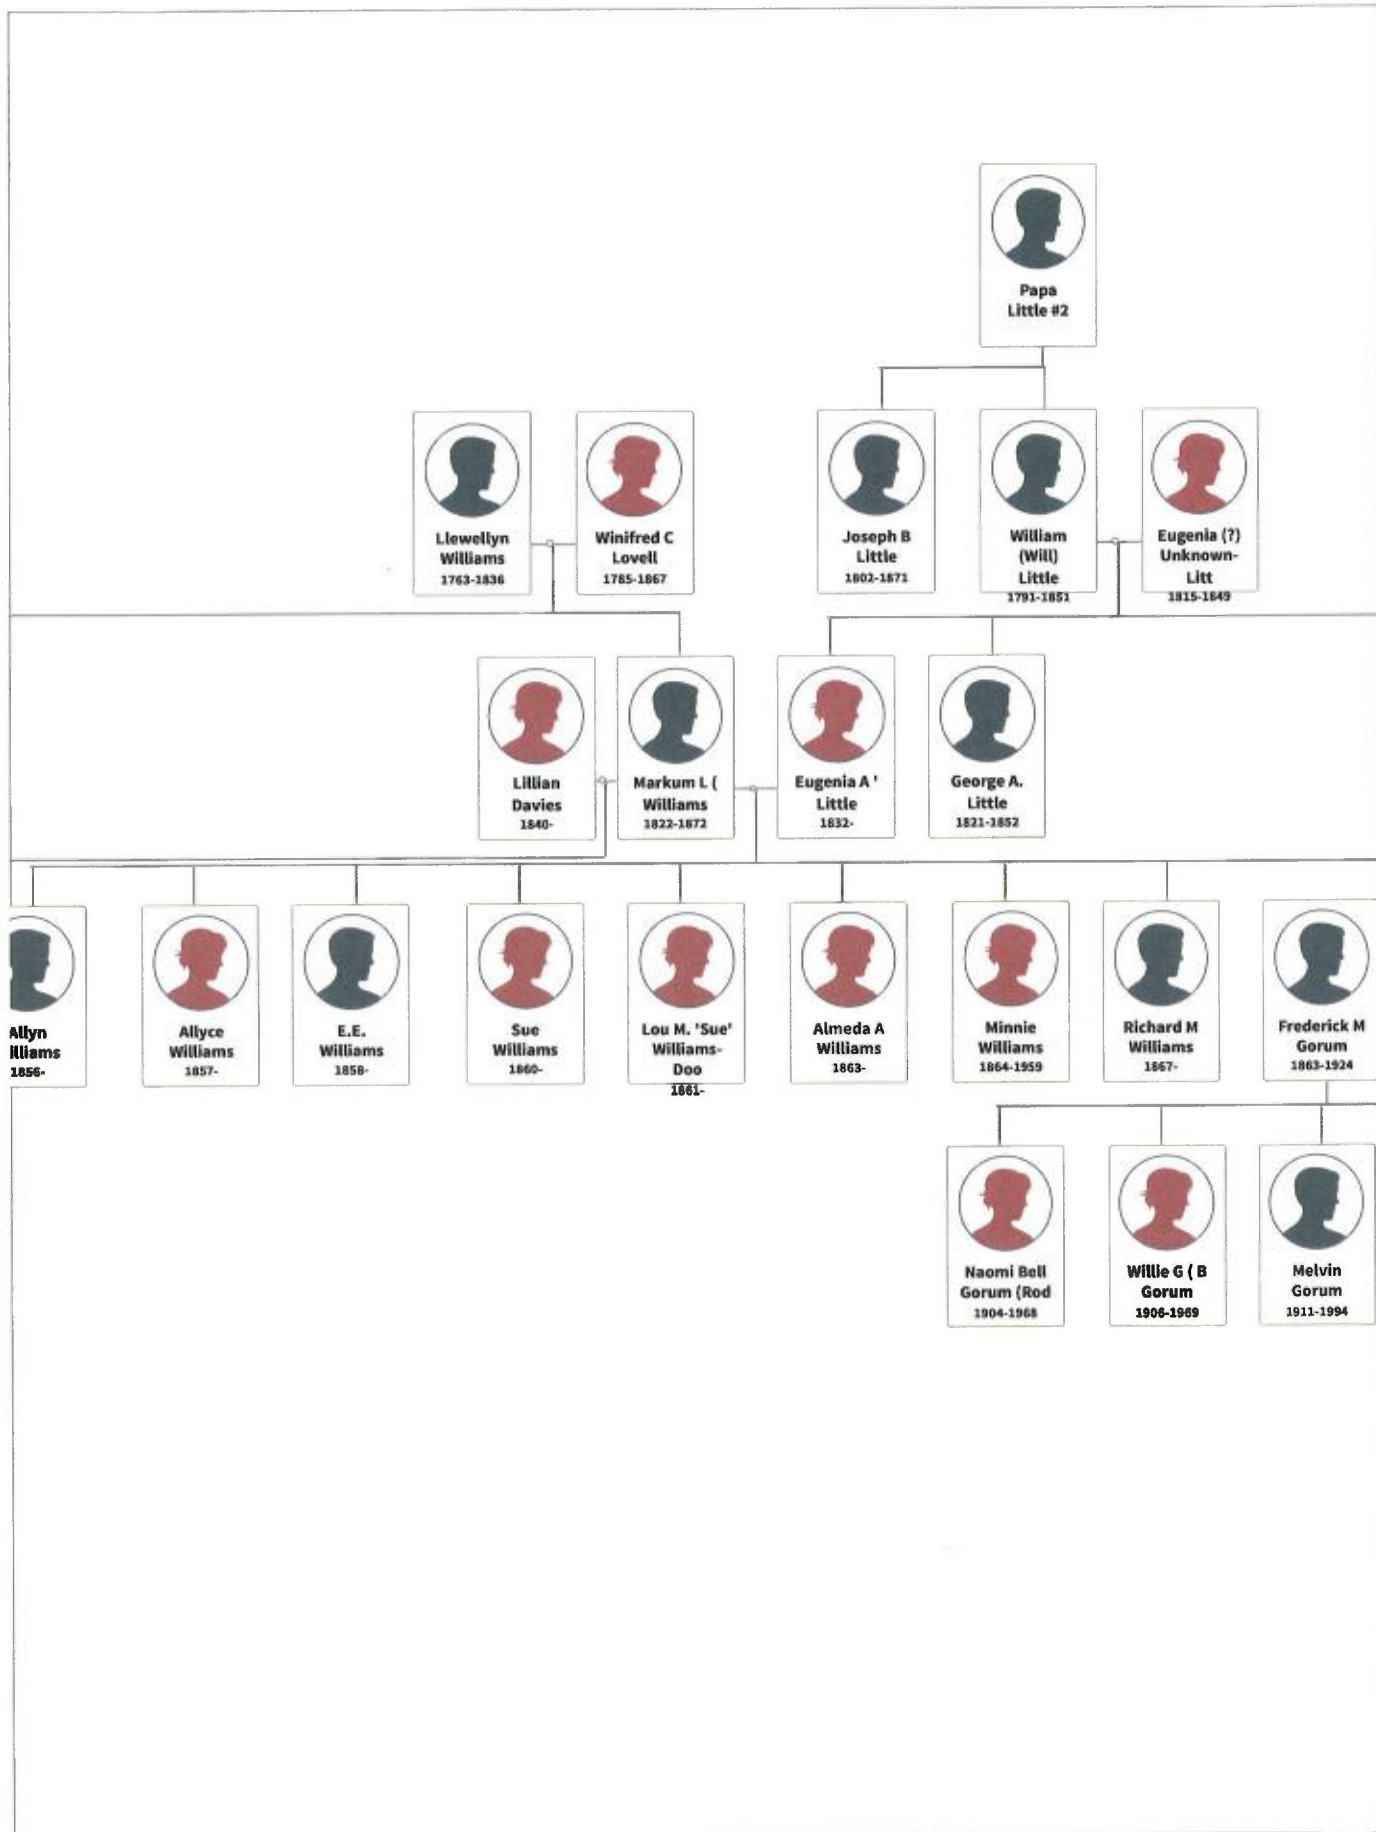 Papa
Little #2
Llewellyn
Williams
1763-1836
Winifred C
Lovell
1785-1867
Joseph B
Little
1802-1871
William
(Will)
Little
1791-1851
Eugenia (?)
Unknown-
Litt
1815-1849
Lillian
Davies
1840-
Markum L (
Williams
1822-1872
Eugenia A '
Little
1832-
George A.
Little
1821-1852
Allyn
illiams
1856-
Allyce
Williams
1857-
E.E.
Williams
1858-
Sue
Williams
1860-
Lou M. 'Sue'
Williams-
Doo
1861-
Almeda A
Williams
1863-
Minnie
Williams
1864-1959
Richard M
Williams
1867-
Frederick M
Gorum
1863-1924
Naomi Bell
Gorum (Rod
1904-1968
Willie G ( B
Gorum
1906-1969
Melvin
Gorum
1911-1994